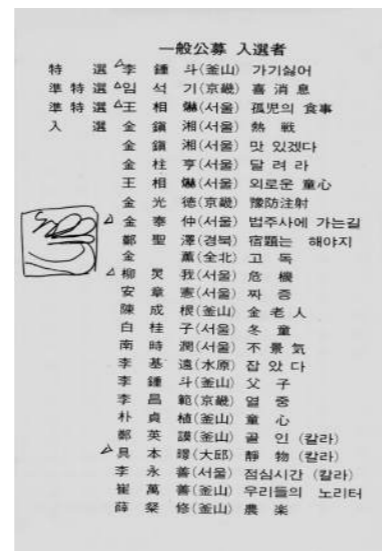 一般公募 入選者
特 選 △李 鍾 斗(釜山) 가기싫어
準特選 △임 석 기(京畿) 喜 消 息
準特選 △王 相 爀(서울) 孤児의 食事
入 選 金 鎭 湘(서울) 熱 戦
金 鎭 湘(서울) 맛 있겠다
金 柱 亨(서울) 달 려 라
王 相 爀(서울) 외로운 童心
金 光 徳(京畿) 豫防注射
△金 泰 仲(서울) 법주사에 가는길
鄭 聖 澤(경북) 宿題는 해야지
金 薫(全北) 고 독
△柳 炅 我(서울) 危 機
安 章 憲(서울) 짜 증
陳 成 根(釜山) 金 老 人
白 桂 子(서울) 冬 童
南 時 潤(서울) 不 景 気
李 基 遠(水原) 잡 았 다
李 鍾 斗(釜山) 父 子
李 昌 範(京畿) 열 중
朴 貞 植(釜山) 童 心
鄭 英 謨(釜山) 골 인 (칼라)
△具 本 (大邱) 靜 物 (칼라)
李 永 善(서울) 점심시간 (칼라)
崔 萬 善(釜山) 우리들의 노리터
薛 修(釜山) 農 楽